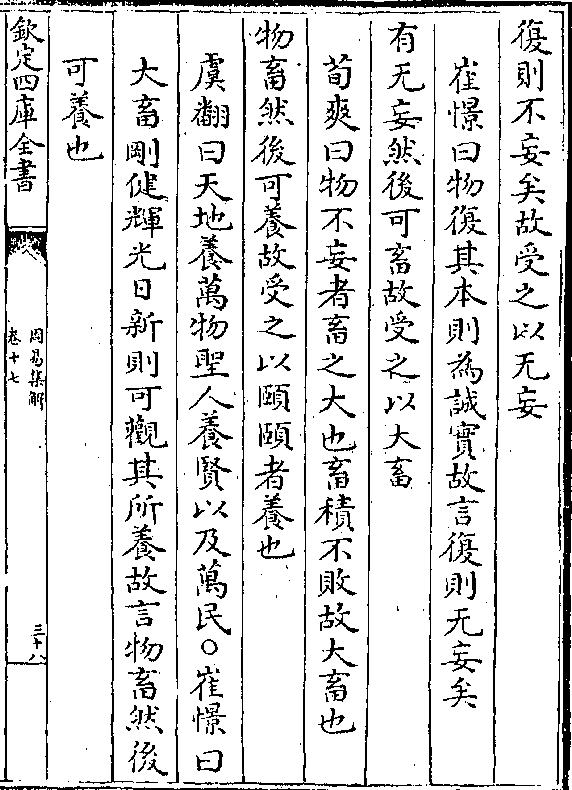 復則不妄矣故受之以无妄
崔憬曰物復其本則為誠實故言復則无妄矣
有无妄然後可畜故受之以大畜
荀爽曰物不妄者畜之大也畜積不敗故大畜也
物畜然後可養故受之以頤頤者養也
虞翻曰天地養萬物聖人養賢以及萬民○崔憬曰
大畜剛健輝光日新則可觀其所養故言物畜然後
可養也
欽定四庫全書
周易集解
卷十七
三十八